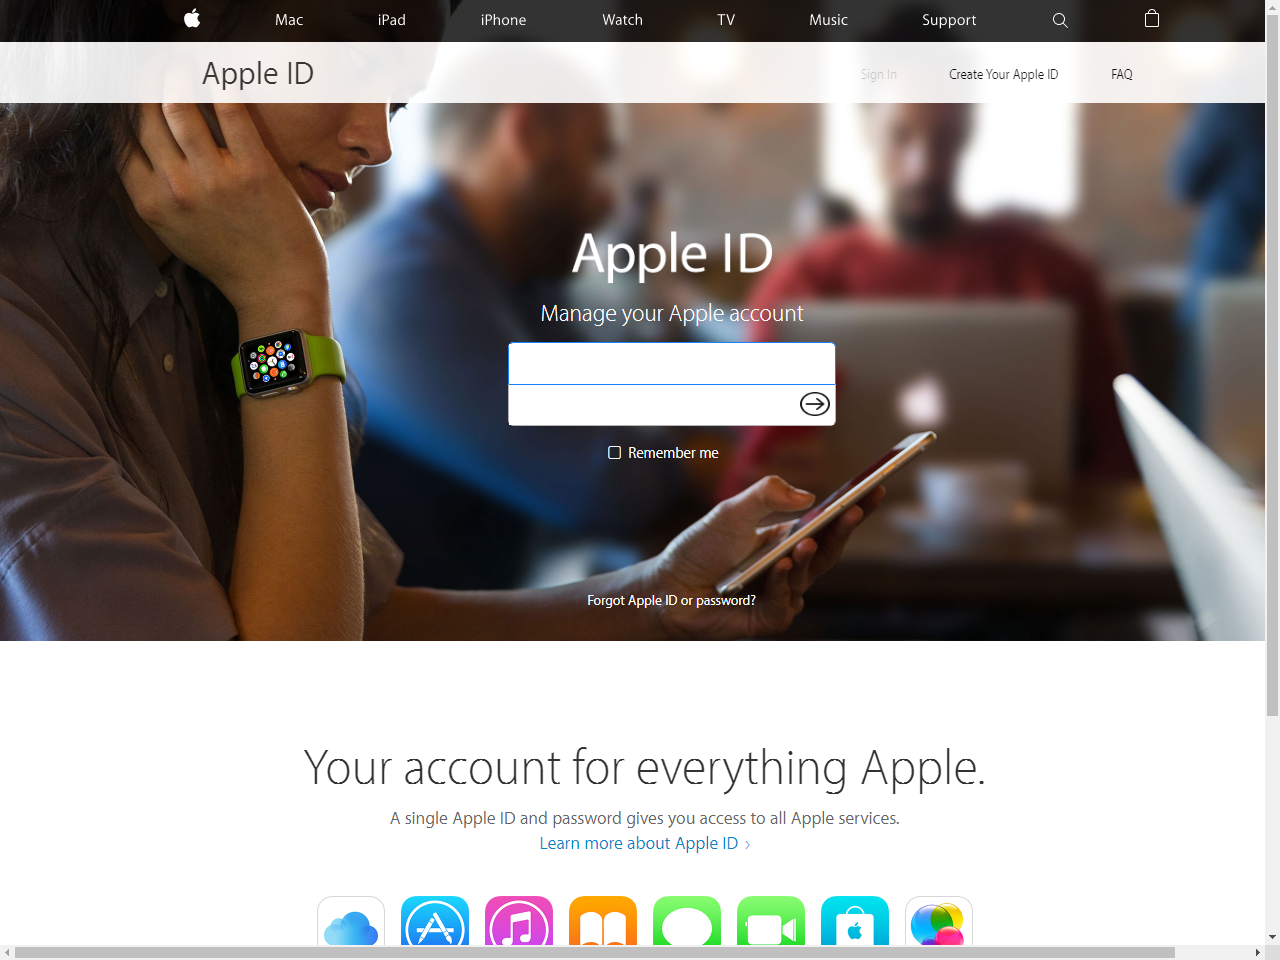 Mac iPad iPhone Watch TV Music Support
Apple ID Sign In Create Your Apple ID FAQ
Apple ID
Manage your Apple account
Remember me
Forgot Apple ID or password?
Your account for everything Apple.
A single Apple ID and password gives you access to all Apple services.
Learn more about Apple ID ›